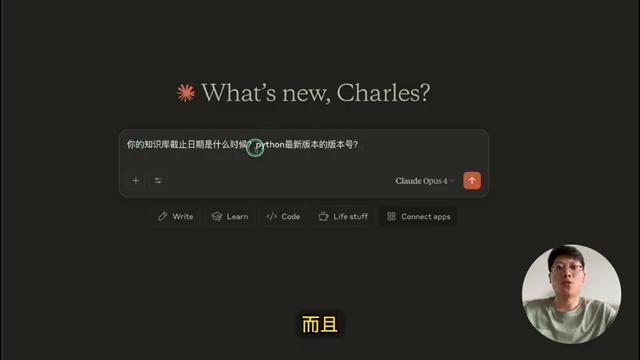 What's new, Charles?
你的知识库截止日期是什么时候？python最新版本的版本号？
Claude Opus 4
Write
Learn
Code
Life stuff
Connect apps
而且